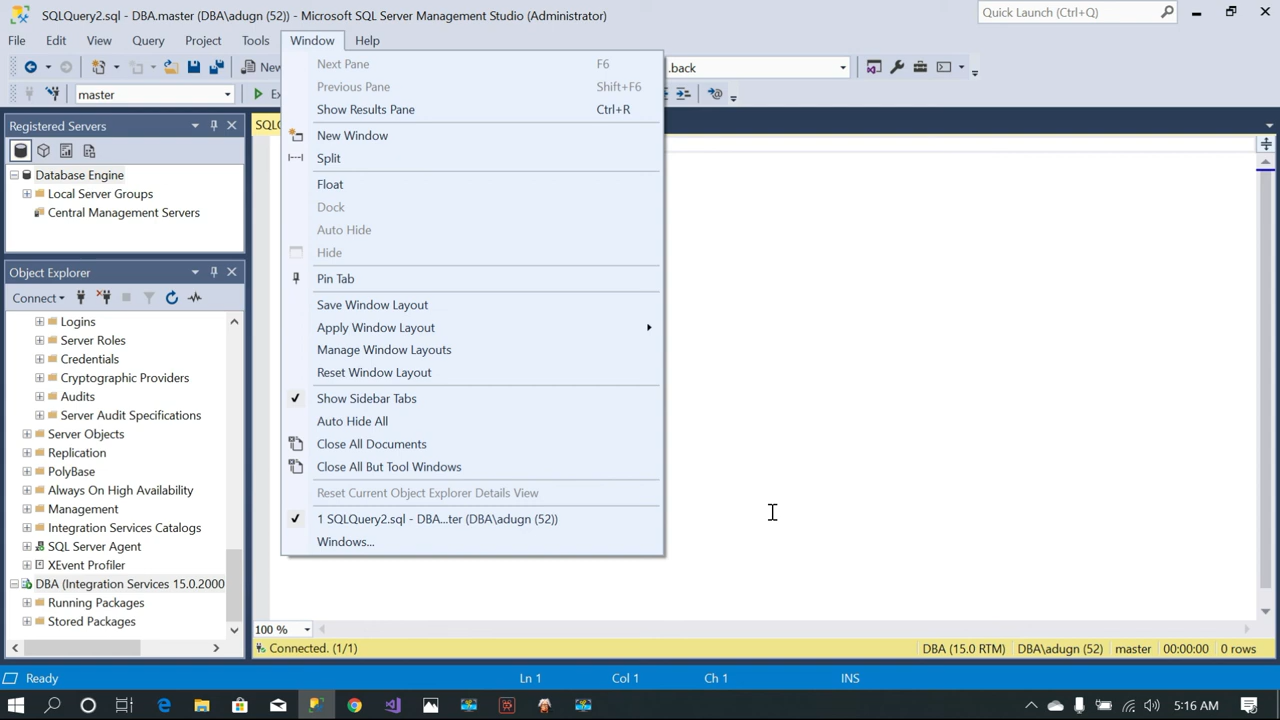 SQLQuery2.sql - DBA.master (DBA\adugn (52)) - Microsoft SQL Server Management Studio (Administrator)
Quick Launch (Ctrl+Q)
File Edit View Query Project Tools Window Help
New
.back
master
Next Pane F6
Previous Pane Shift+F6
Show Results Pane Ctrl+R
New Window
Split
Float
Dock
Auto Hide
Hide
Pin Tab
Save Window Layout
Apply Window Layout
Manage Window Layouts
Reset Window Layout
Show Sidebar Tabs
Auto Hide All
Close All Documents
Close All But Tool Windows
Reset Current Object Explorer Details View
1 SQLQuery2.sql - DBA...ter (DBA\adugn (52))
Windows...
Registered Servers
Database Engine
Local Server Groups
Central Management Servers
Object Explorer
Connect
Logins
Server Roles
Credentials
Cryptographic Providers
Audits
Server Audit Specifications
Server Objects
Replication
PolyBase
Always On High Availability
Management
Integration Services Catalogs
SQL Server Agent
XEvent Profiler
DBA (Integration Services 15.0.2000
Running Packages
Stored Packages
100 %
Connected. (1/1)
DBA (15.0 RTM) DBA\adugn (52) master 00:00:00 0 rows
Ready Ln 1 Col 1 Ch 1 INS
5:16 AM